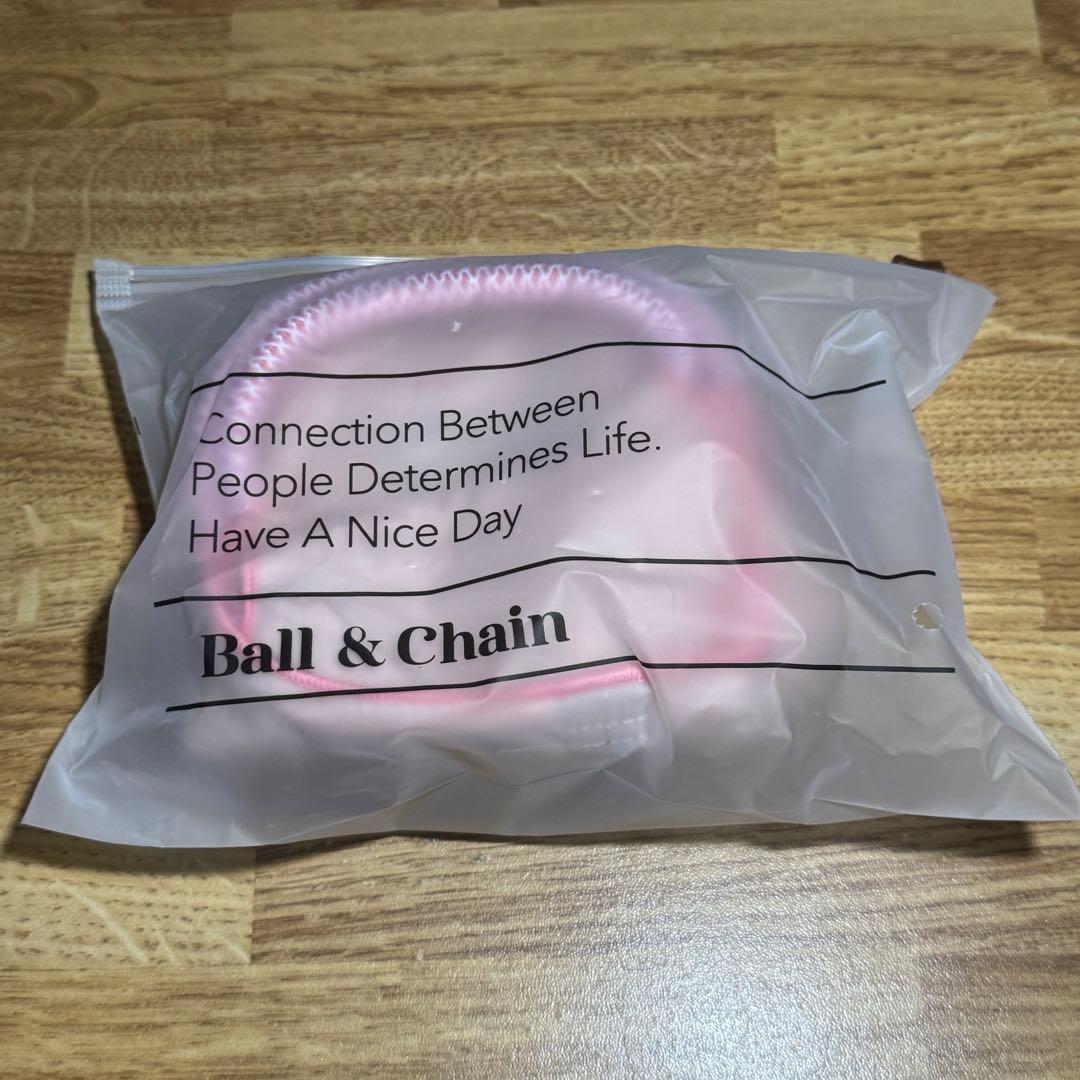 Connection Between
People Determines Life.
Have A Nice Day
Ball & Chain